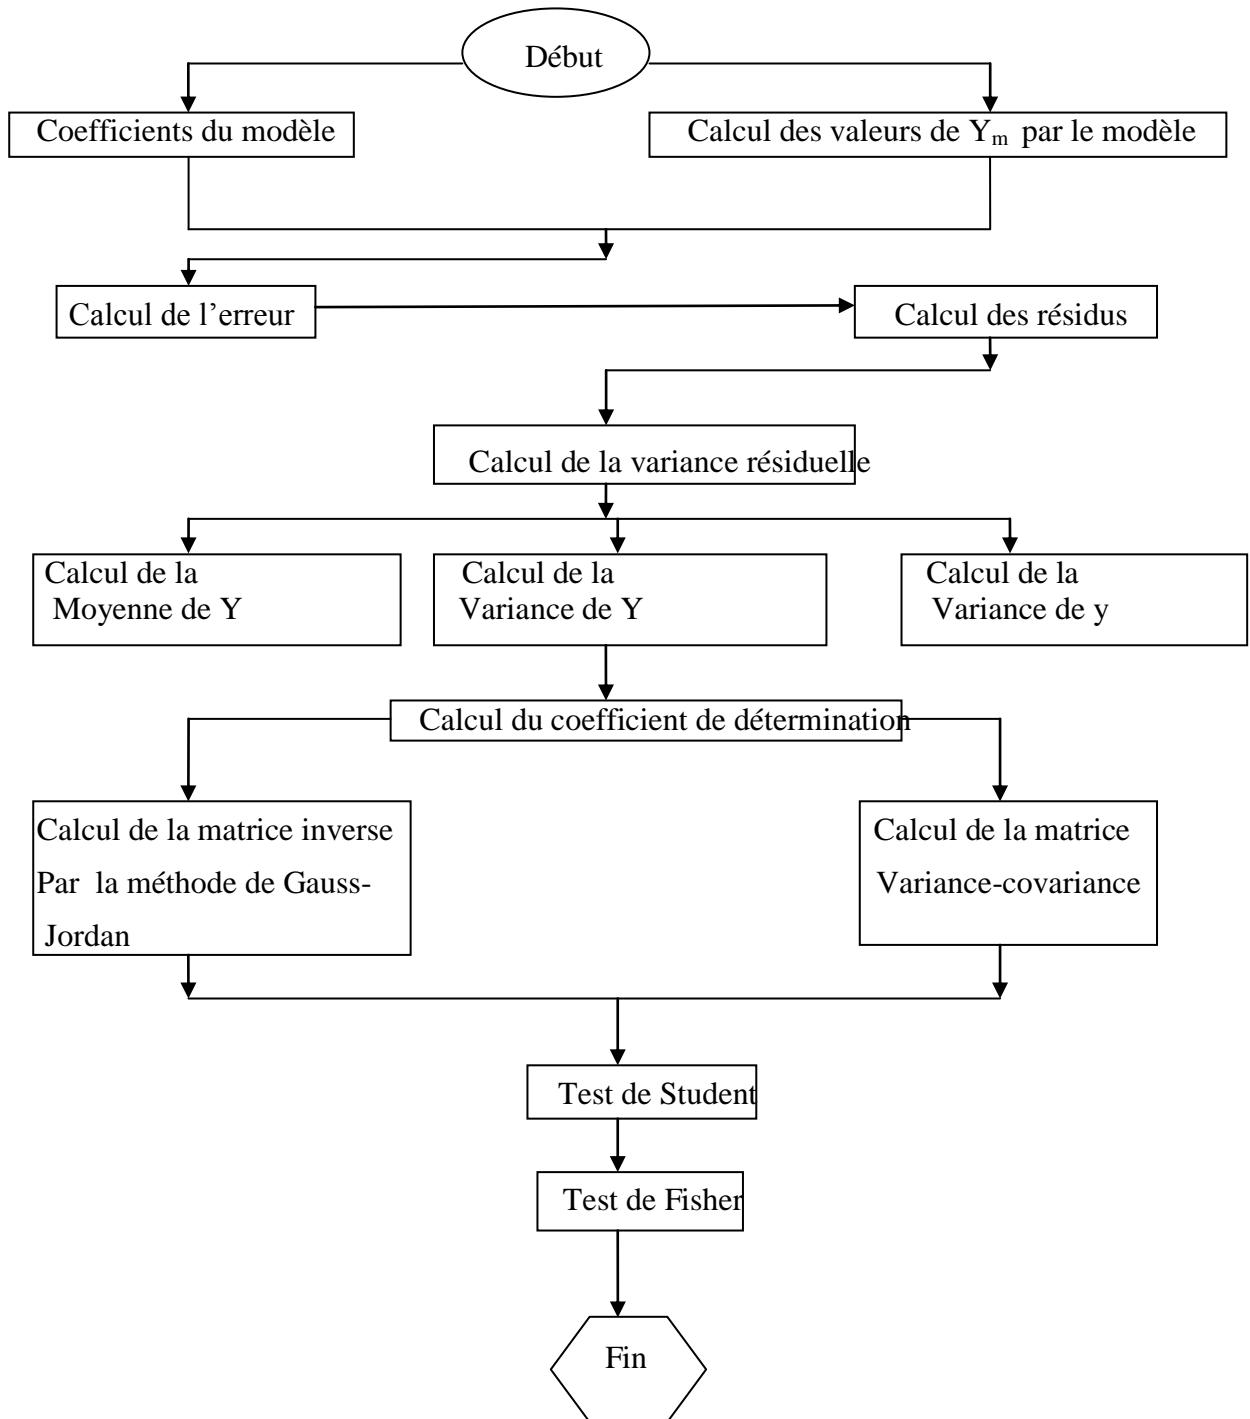 Début
Coefficients du modèle
Calcul des valeurs de Yₘ par le modèle
Calcul de l’erreur
Calcul des résidus
Calcul de la variance résiduelle
Calcul de la
Moyenne de Y
Calcul de la
Variance de Y
Calcul de la
Variance de y
Calcul du coefficient de détermination
Calcul de la matrice inverse
Par la méthode de Gauss-
Jordan
Calcul de la matrice
Variance-covariance
Test de Student
Test de Fisher
Fin